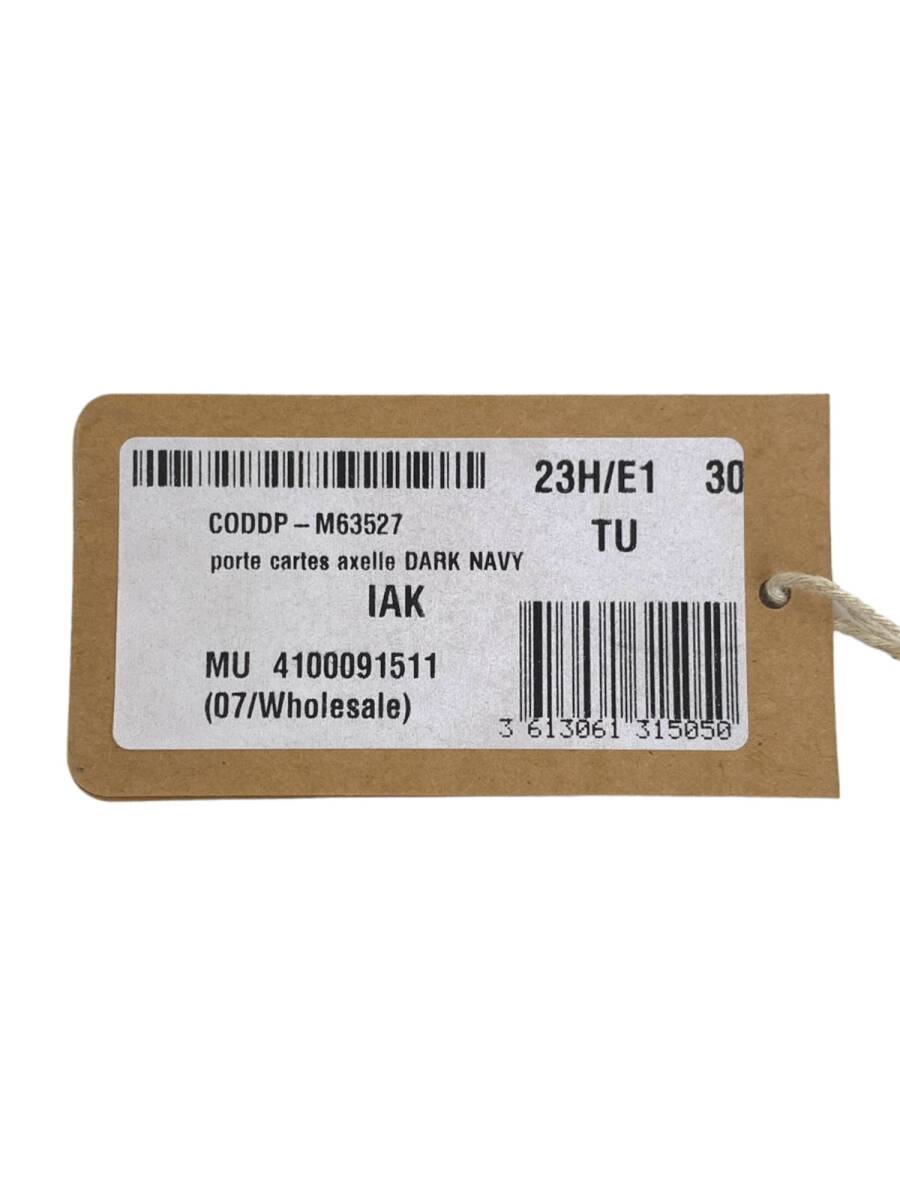 23H/E1 30
CODDP – M63527
TU
porte cartes axelle DARK NAVY
IAK
MU 4100091511
(07/Wholesale)
3 613061 315050